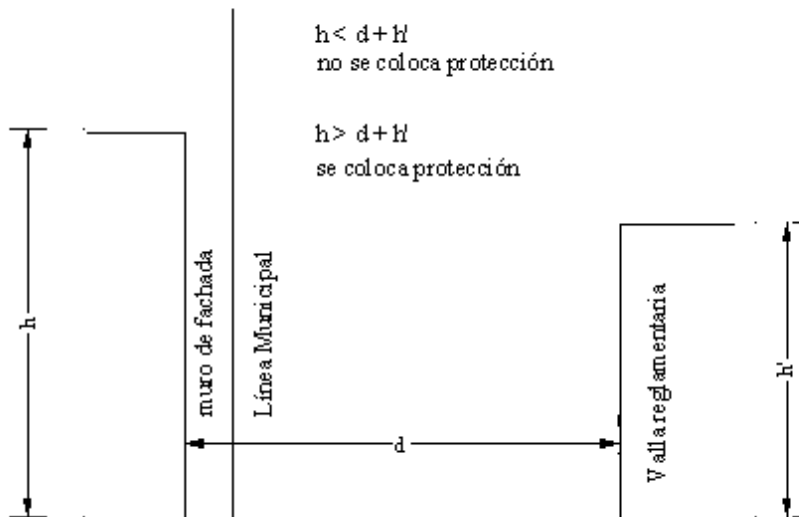 h < d + h'
no se coloca protección
h > d + h'
se coloca protección
h
muro de fachada
Línea Municipal
d
Valla reglamentaria
h'